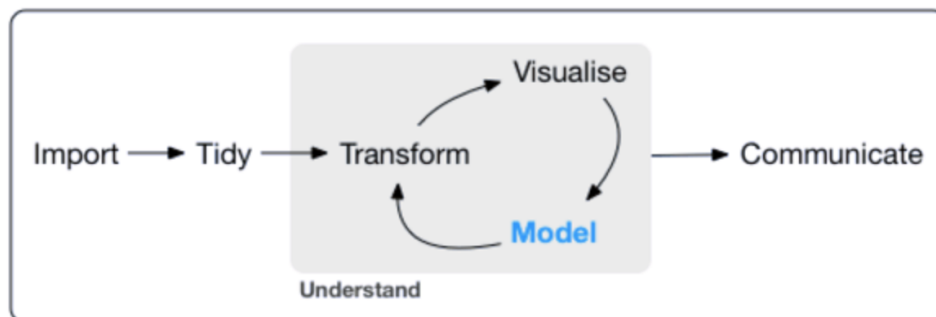 Visualise
Import Tidy Transform Communicate
Model
Understand